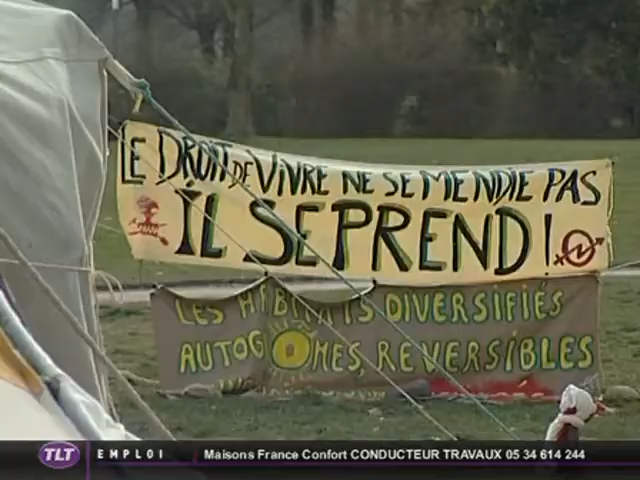 LE DROIT DE VIVRE NE SE MENDIE PAS
IL SE PREND!
LES HABITATS DIVERSIFIÉS
AUTOGOMES, REVERSIBLES
TLT EMPLOI Maisons France Confort CONDUCTEUR TRAVAUX 05 34 614 244